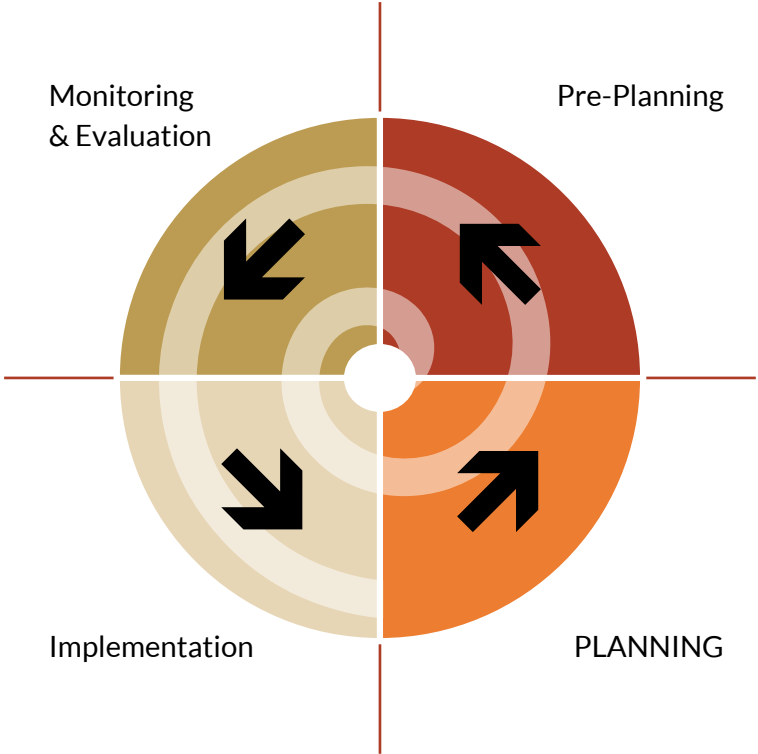 Monitoring
& Evaluation
Pre-Planning
Implementation
PLANNING